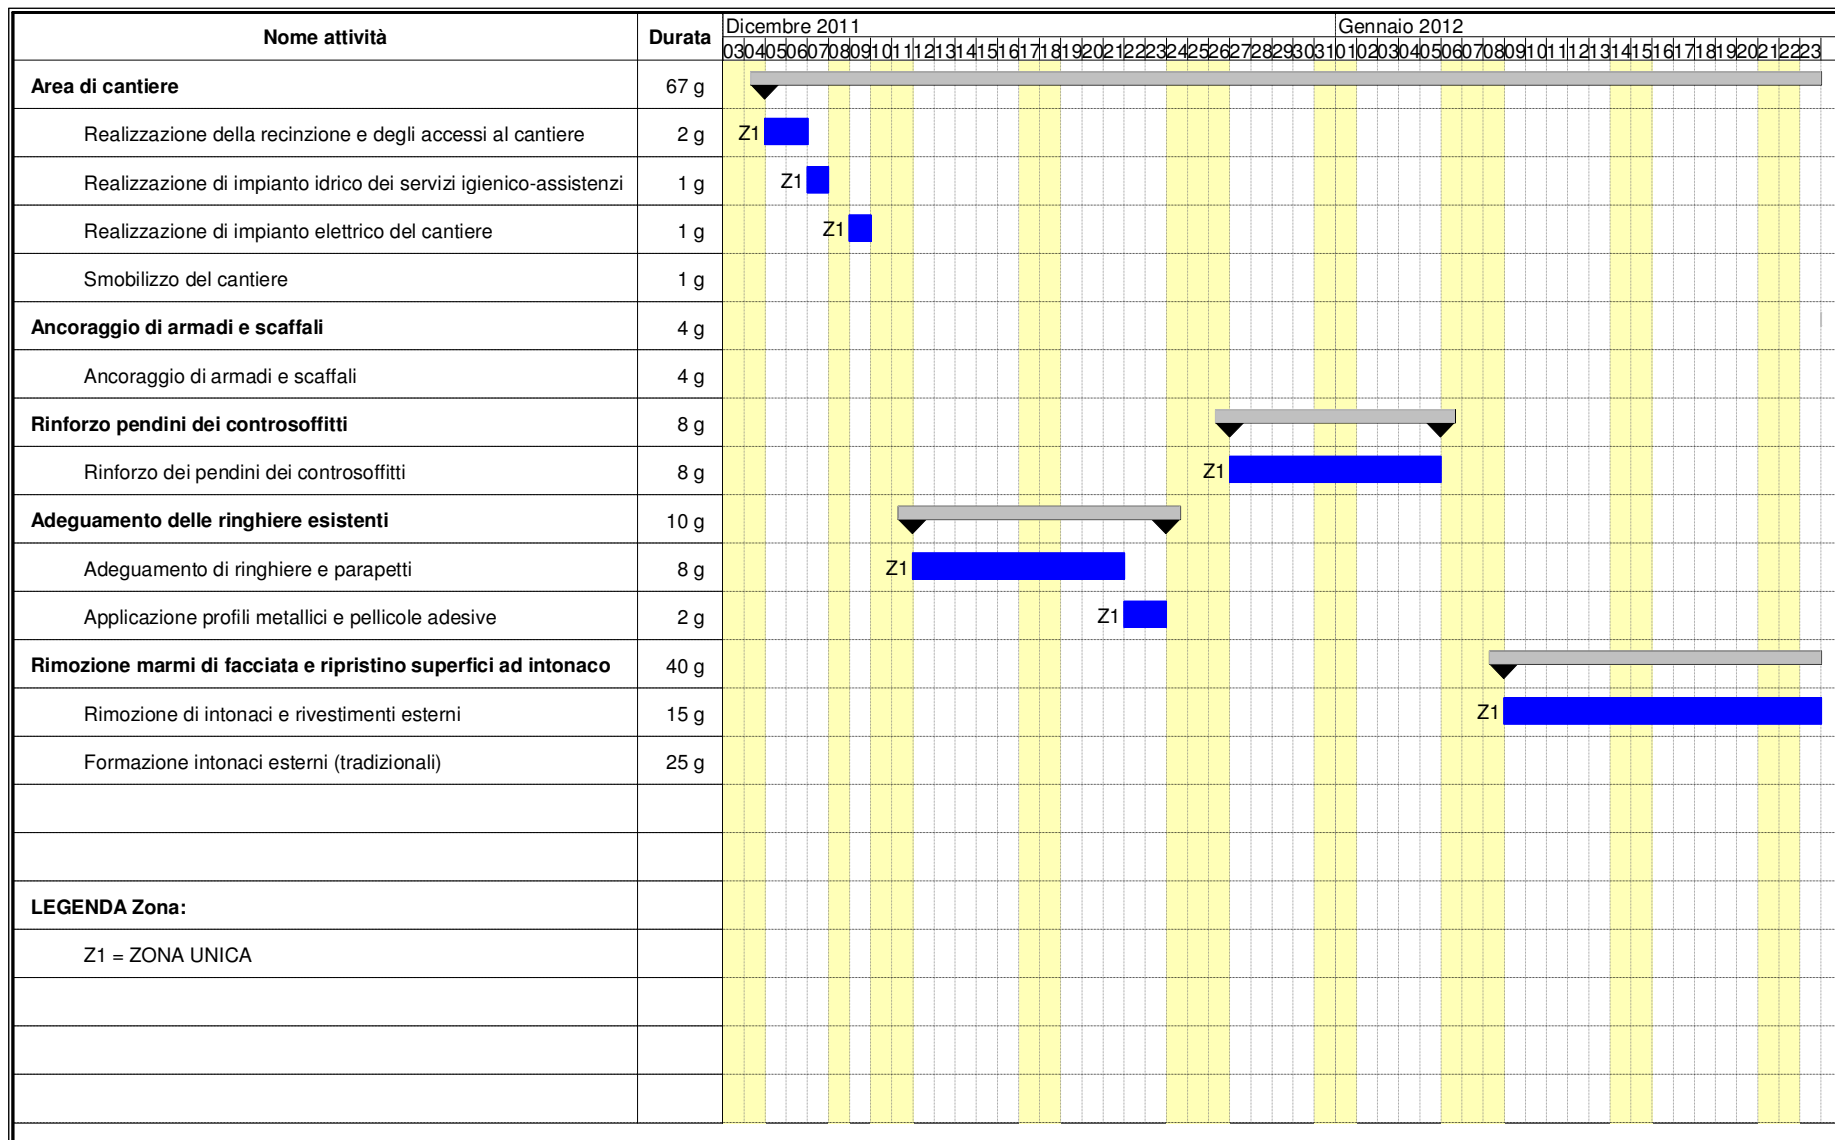 Nome attività Durata Dicembre 2011 Gennaio 2012
03 04 05 06 07 08 09 10 11 12 13 14 15 16 17 18 19 20 21 22 23 24 25 26 27 28 29 30 31 01 02 03 04 05 06 07 08 09 10 11 12 13 14 15 16 17 18 19 20 21 22 23
Area di cantiere 67 g
Realizzazione della recinzione e degli accessi al cantiere 2 g Z1
Realizzazione di impianto idrico dei servizi igienico-assistenzi 1 g Z1
Realizzazione di impianto elettrico del cantiere 1 g Z1
Smobilizzo del cantiere 1 g
Ancoraggio di armadi e scaffali 4 g
Ancoraggio di armadi e scaffali 4 g
Rinforzo pendini dei controsoffitti 8 g
Rinforzo dei pendini dei controsoffitti 8 g Z1
Adeguamento delle ringhiere esistenti 10 g
Adeguamento di ringhiere e parapetti 8 g Z1
Applicazione profili metallici e pellicole adesive 2 g Z1
Rimozione marmi di facciata e ripristino superfici ad intonaco 40 g
Rimozione di intonaci e rivestimenti esterni 15 g Z1
Formazione intonaci esterni (tradizionali) 25 g
LEGENDA Zona:
Z1 = ZONA UNICA